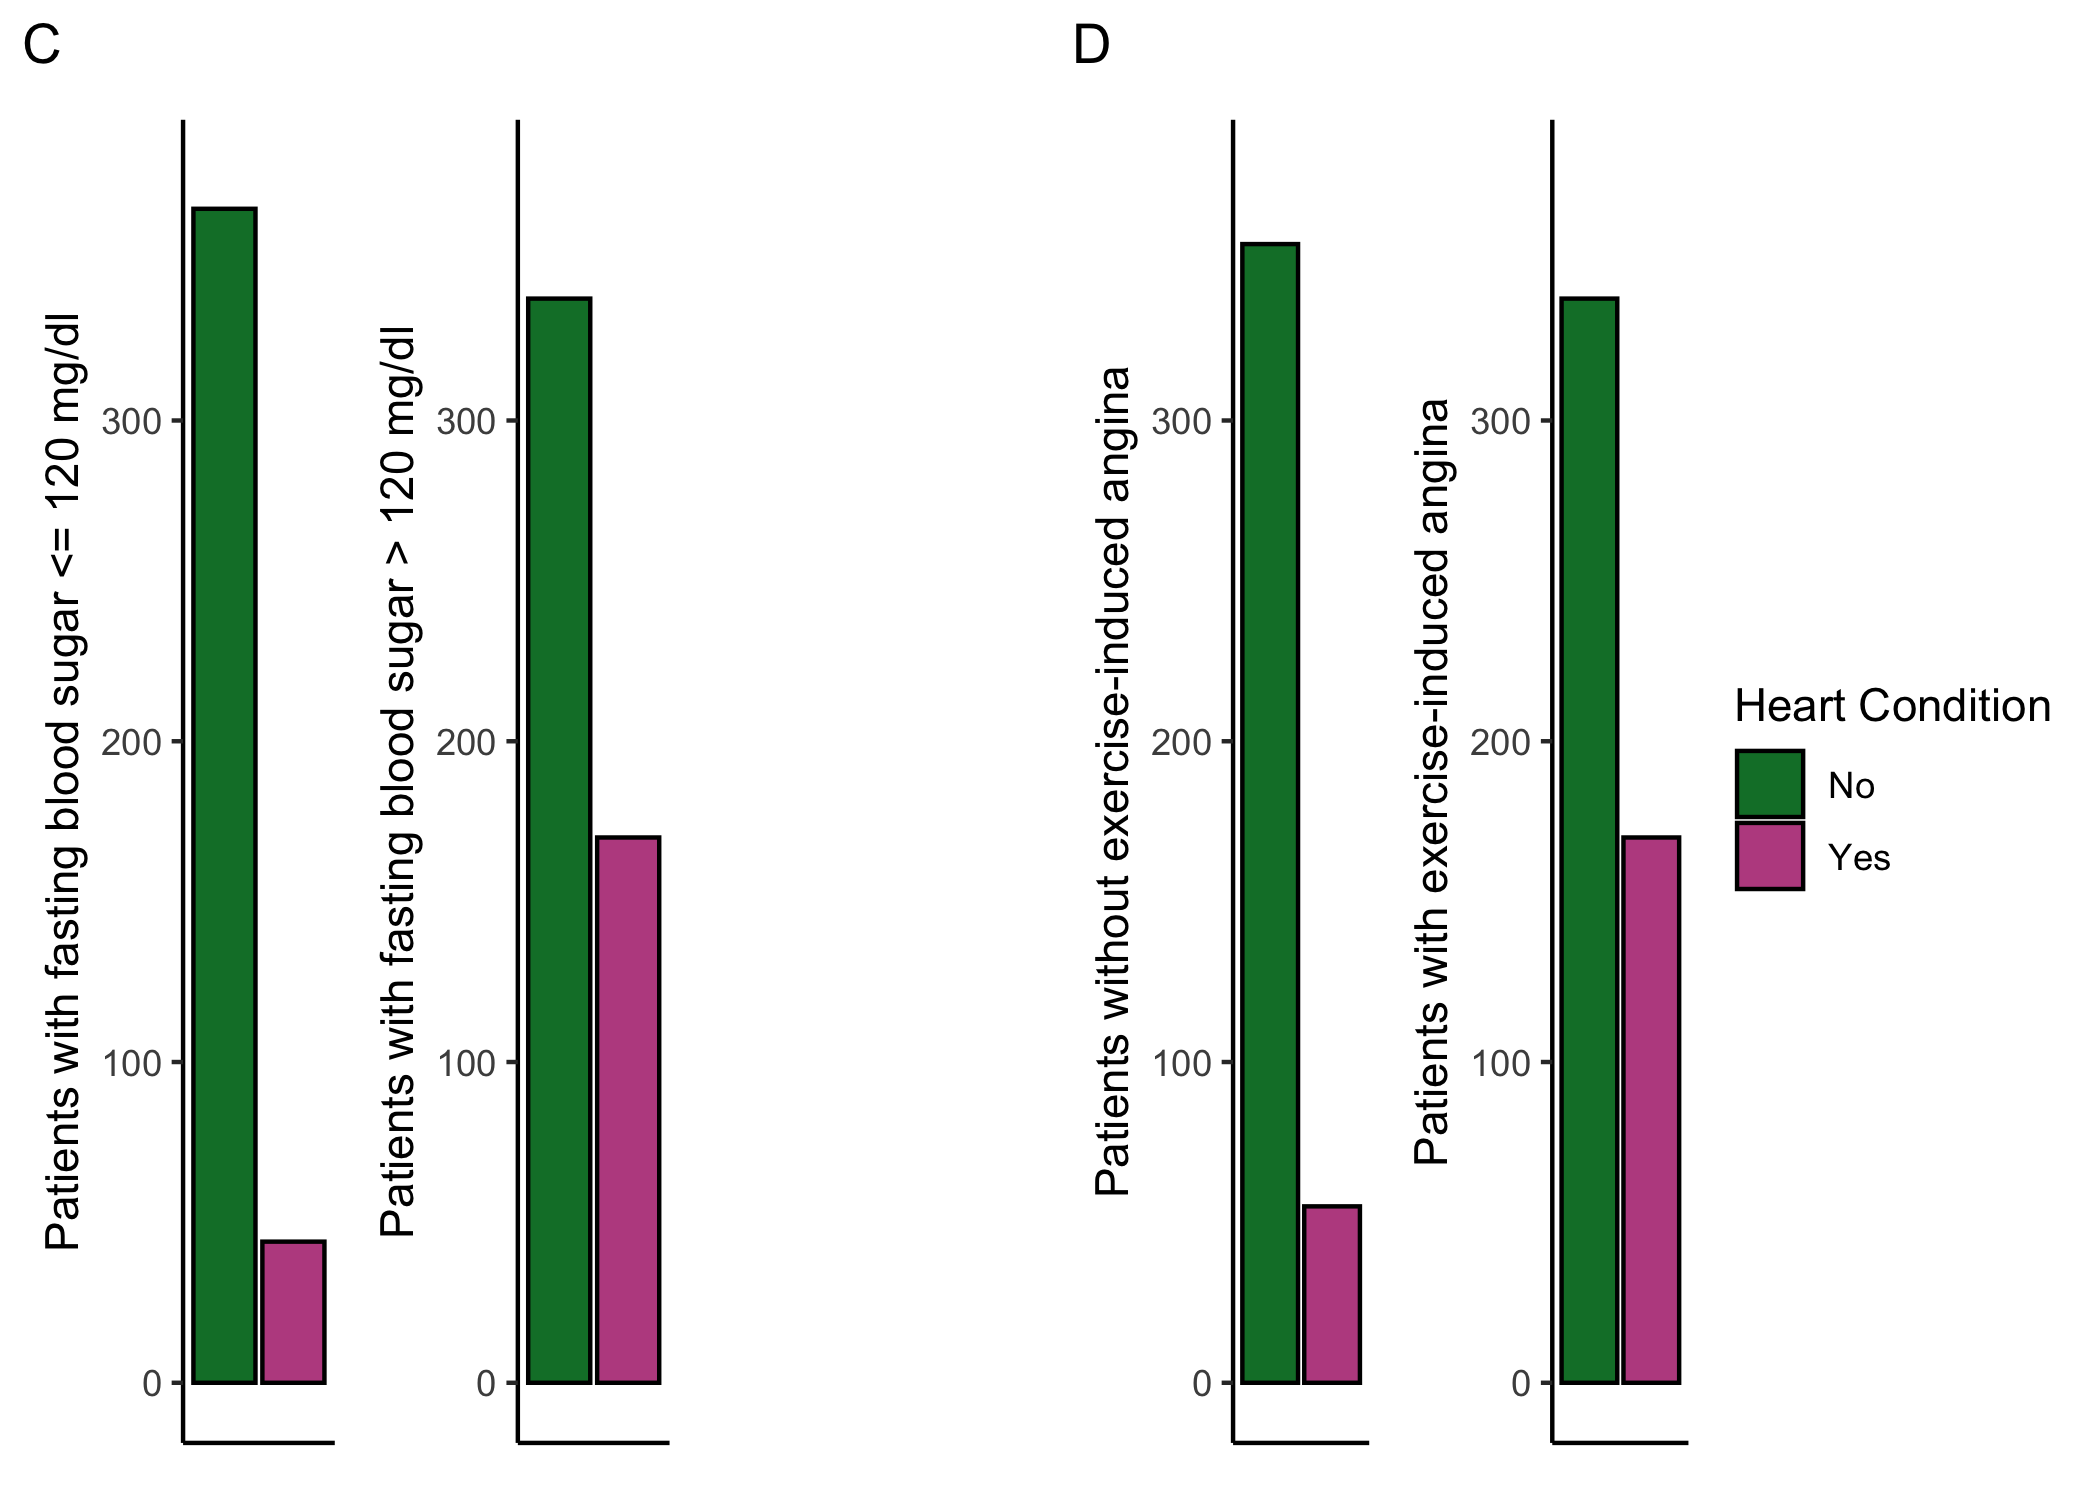 C
Patients with fasting blood sugar <= 120 mg/dl
300
200
100
0
Patients with fasting blood sugar > 120 mg/dl
300
200
100
0
D
Patients without exercise-induced angina
300
200
100
0
Patients with exercise-induced angina
300
200
100
0
Heart Condition
No
Yes